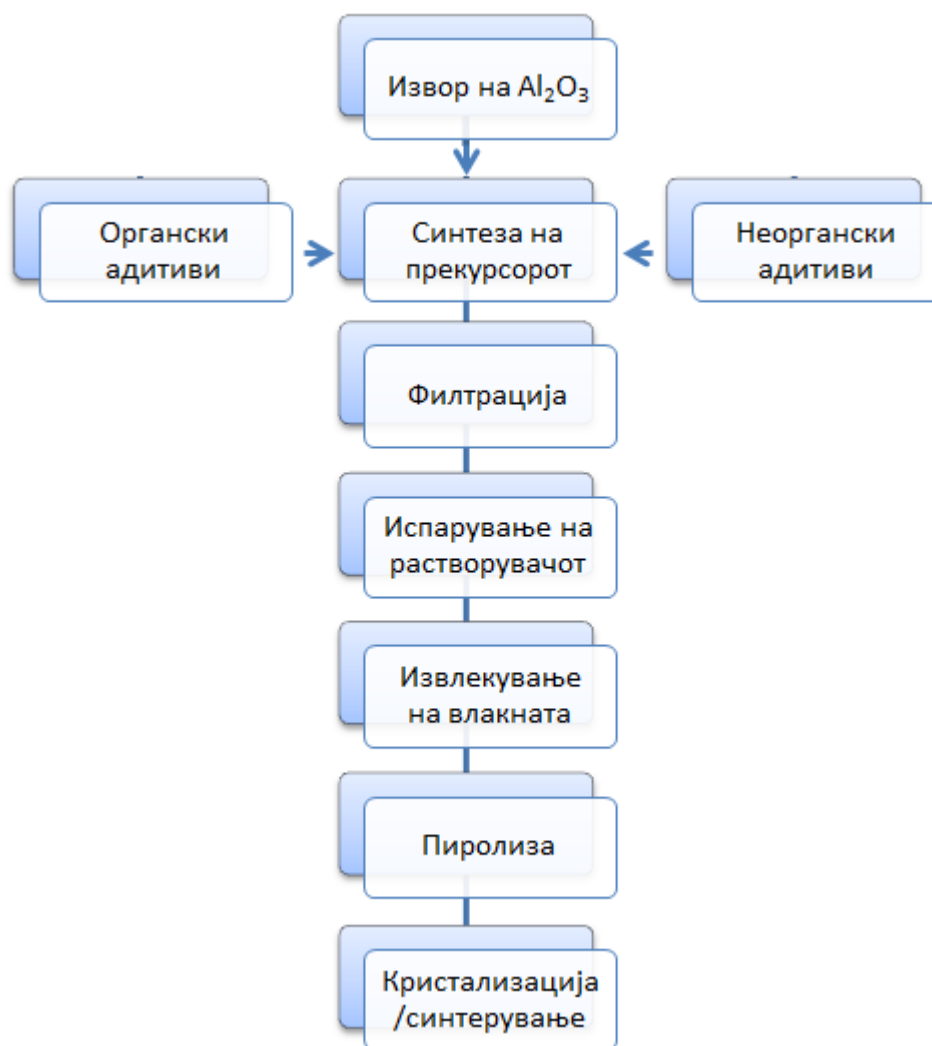 Извор на Al₂O₃
Органски
адитиви
Синтеза на
прекурсорот
Неоргански
адитиви
Филтрација
Испарување на
растворувачот
Извлекување
на влакната
Пиролиза
Кристализација
/синтерување